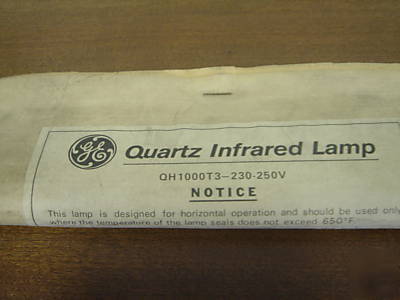 GE
Quartz Infrared Lamp
QH1000T3-230-250V
NOTICE
This lamp is designed for horizontal operation and should be used only
where the temperature of the lamp seals does not exceed 650°F.